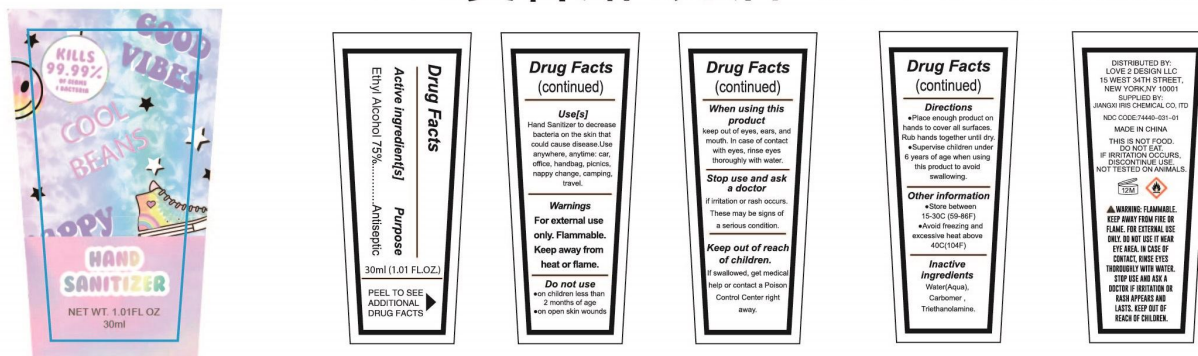 GOOD
VIBES
KILLS
99.99%
OF GERMS
& BACTERIA
COOL
BEANS
HAND
SANITIZER
NET WT. 1.01FL OZ
30ml
Drug Facts
Active ingredient[s] Purpose
Ethyl Alcohol 75%............Antiseptic
30ml (1.01 FL.OZ.)
PEEL TO SEE
ADDITIONAL
DRUG FACTS
Drug Facts
(continued)
Use[s]
Hand Sanitizer to decrease
bacteria on the skin that
could cause disease.Use
anywhere, anytime: car,
office, handbag, picnics,
nappy change, camping,
travel.
Warnings
For external use
only. Flammable.
Keep away from
heat or flame.
Do not use
●on children less than
2 months of age
●on open skin wounds
Drug Facts
(continued)
When using this
product
keep out of eyes, ears, and
mouth. In case of contact
with eyes, rinse eyes
thoroughly with water.
Stop use and ask
a doctor
if irritation or rash occurs.
These may be signs of
a serious condition.
Keep out of reach
of children.
If swallowed, get medical
help or contact a Poison
Control Center right
away.
Drug Facts
(continued)
Directions
●Place enough product on
hands to cover all surfaces.
Rub hands together until dry.
●Supervise children under
6 years of age when using
this product to avoid
swallowing.
Other information
●Store between
15-30C (59-86F)
●Avoid freezing and
excessive heat above
40C(104F)
Inactive
ingredients
Water(Aqua),
Carbomer ,
Triethanolamine.
DISTRIBUTED BY:
LOVE 2 DESIGN LLC
15 WEST 34TH STREET,
NEW YORK,NY 10001
SUPPLIED BY:
JIANGXI IRIS CHEMICAL CO, ITD
NDC CODE:74440-031-01
MADE IN CHINA
THIS IS NOT FOOD.
DO NOT EAT.
IF IRRITATION OCCURS,
DISCONTINUE USE.
NOT TESTED ON ANIMALS.
12M
WARNING: FLAMMABLE.
KEEP AWAY FROM FIRE OR
FLAME. FOR EXTERNAL USE
ONLY. DO NOT USE IT NEAR
EYE AREA. IN CASE OF
CONTACT, RINSE EYES
THOROUGHLY WITH WATER.
STOP USE AND ASK A
DOCTOR IF IRRITATION OR
RASH APPEARS AND
LASTS. KEEP OUT OF
REACH OF CHILDREN.